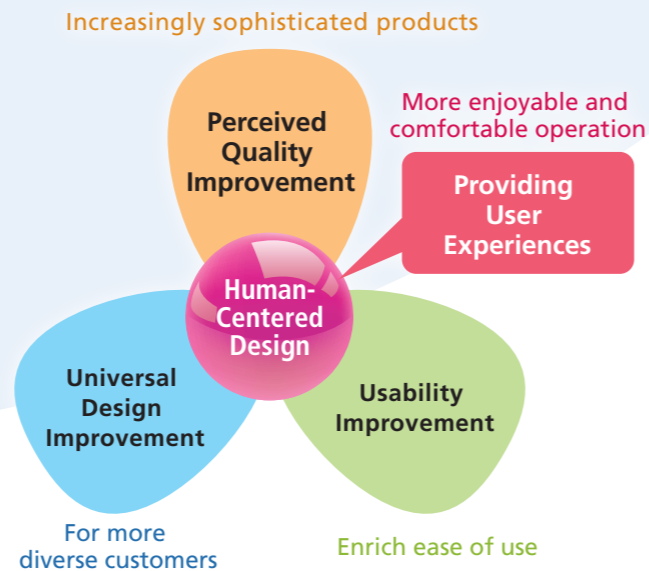 Increasingly sophisticated products
Perceived
Quality
Improvement
More enjoyable and
comfortable operation
Providing
User
Experiences
Human-
Centered
Design
Universal
Design
Improvement
Usability
Improvement
For more
diverse customers
Enrich ease of use